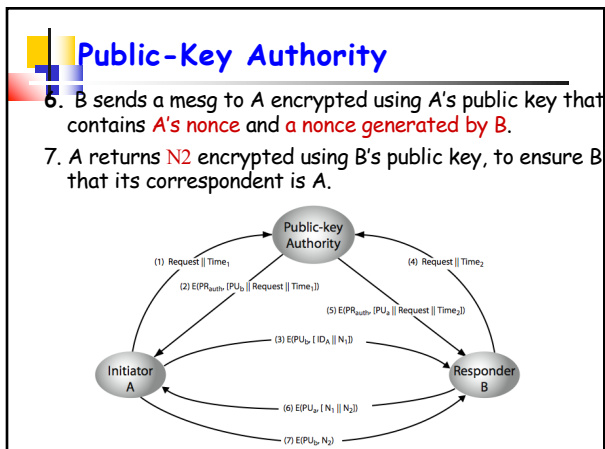 Public-Key Authority
6. B sends a mesg to A encrypted using A's public key that
contains A's nonce and a nonce generated by B.
7. A returns N2 encrypted using B's public key, to ensure B
that its correspondent is A.
Public-key
Authority
(1) Request || Time₁
(4) Request || Time₂
(2) E(PRauth, [PUb || Request || Time₁])
(5) E(PRauth, [PUa || Request || Time₂])
(3) E(PUb, [ IDA || N₁])
Initiator
A
Responder
B
(6) E(PUa, [ N₁ || N₂])
(7) E(PUb, N₂)